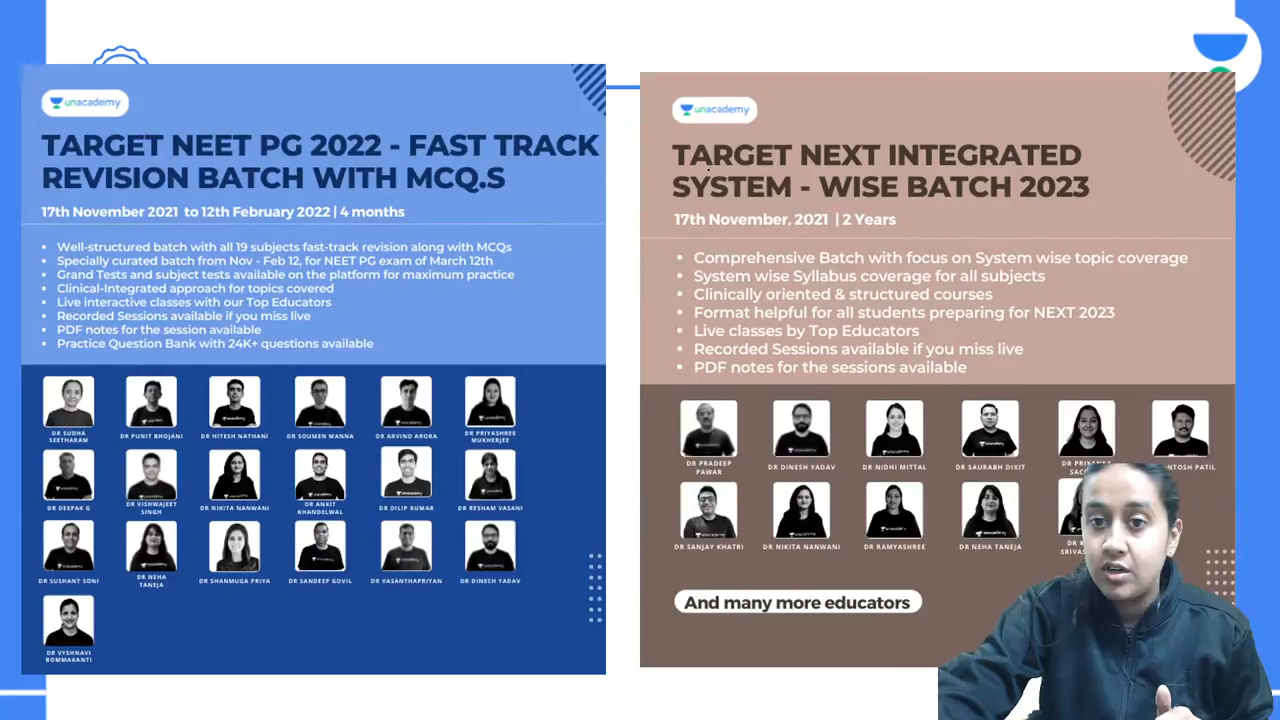 unacademy
TARGET NEET PG 2022 - FAST TRACK
REVISION BATCH WITH MCQ.S
17th November 2021 to 12th February 2022 | 4 months
• Well-structured batch with all 19 subjects fast-track revision along with MCQs
• Specially curated batch from Nov - Feb 12, for NEET PG exam of March 12th
• Grand Tests and subject tests available on the platform for maximum practice
• Clinical-Integrated approach for topics covered
• Live interactive classes with our Top Educators
• Recorded Sessions available if you miss live
• PDF notes for the session available
• Practice Question Bank with 24K+ questions available
DR SUDHA
SEETHARAM
DR PUNIT BHOJANI
DR HITESH NATHANI
DR SOUMEN MANNA
DR ARVIND ARORA
DR PRIYASHREE
MUKHERJEE
DR DEEPAK G
DR VISHWAJEET
SINGH
DR NIKITA NANWANI
DR ANKIT
KHANDELWAL
DR DILIP KUMAR
DR RESHAM VASANI
DR SUSHANT SONI
DR NEHA
TANEJA
DR SHANMUGA PRIYA
DR SANDEEP GOVIL
DR VASANTHAPRIYAN
DR DINESH YADAV
DR VYSHNAVI
BOMMAKANTI
unacademy
TARGET NEXT INTEGRATED
SYSTEM - WISE BATCH 2023
17th November, 2021 | 2 Years
• Comprehensive Batch with focus on System wise topic coverage
• System wise Syllabus coverage for all subjects
• Clinically oriented & structured courses
• Format helpful for all students preparing for NEXT 2023
• Live classes by Top Educators
• Recorded Sessions available if you miss live
• PDF notes for the sessions available
DR PRADEEP
PAWAR
DR DINESH YADAV
DR NIDHI MITTAL
DR SAURABH DIXIT
DR PRIYANKA
PATIL
DR SANJAY KHATRI
DR NIKITA NANWANI
DR RAMYASHREE
DR NEHA TANEJA
And many more educators